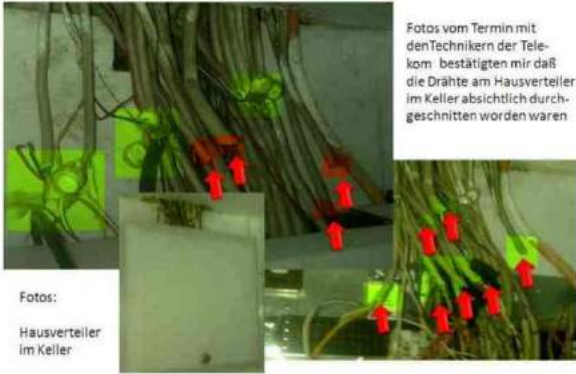 Fotos vom Termin mit
denTechnikern der Tele-
kom bestätigten mir daß
die Drähte am Hausverteiler
im Keller absichtlich durch-
geschnitten worden waren
Fotos:
Hausverteiler
im Keller